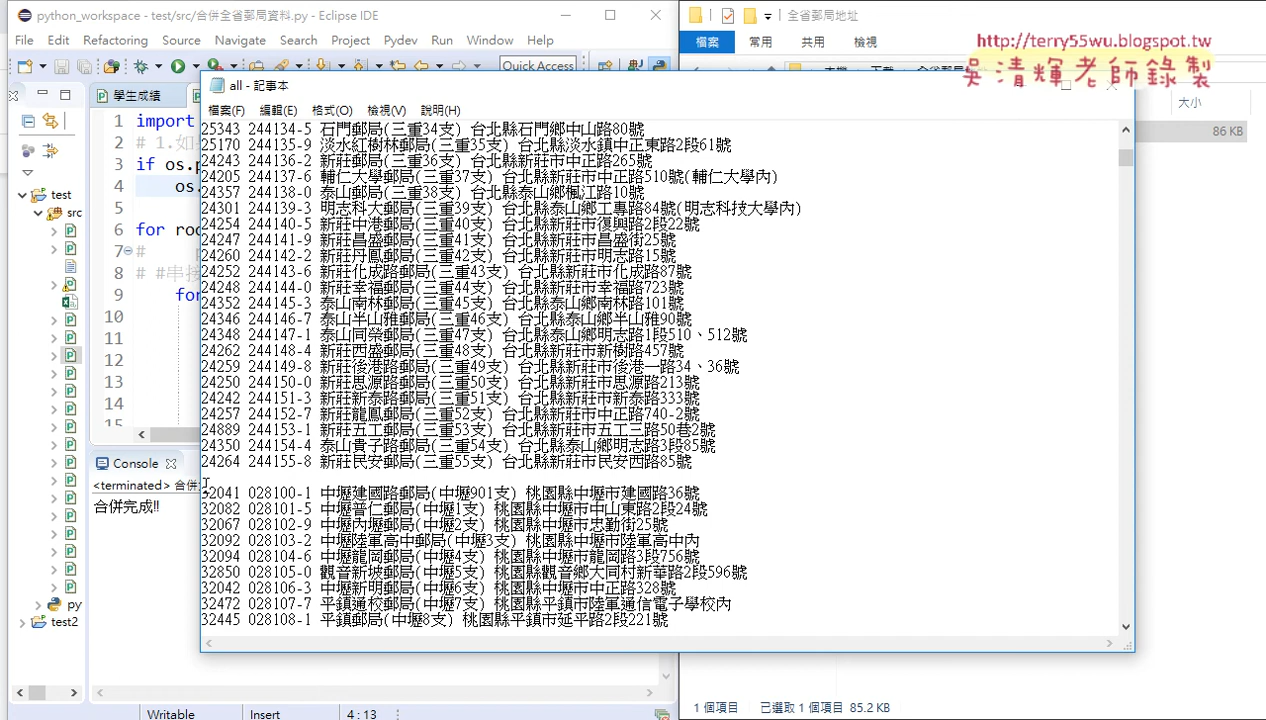 python_workspace - test/src/合併全省郵局資料.py - Eclipse IDE
File Edit Refactoring Source Navigate Search Project Pydev Run Window Help
Quick Access
全省郵局地址
檔案 常用 共用 檢視
http://terry55wu.blogspot.tw
吳清輝老師錄製
大小
86 KB
學生成績
test
src
py
test2
1 import
2 # 1.如
3 if os.p
4 os.
5
6 for roo
7 #
8 # #串接
9 for
10
11
12
13
14
15
all - 記事本
檔案(F) 編輯(E) 格式(O) 檢視(V) 說明(H)
25343 244134-5 石門郵局(三重34支) 台北縣石門鄉中山路80號
25170 244135-9 淡水紅樹林郵局(三重35支) 台北縣淡水鎮中正東路2段61號
24243 244136-2 新莊郵局(三重36支) 台北縣新莊市中正路265號
24205 244137-6 輔仁大學郵局(三重37支) 台北縣新莊市中正路510號(輔仁大學內)
24357 244138-0 泰山郵局(三重38支) 台北縣泰山鄉楓江路10號
24301 244139-3 明志科大郵局(三重39支) 台北縣泰山鄉工專路84號(明志科技大學內)
24254 244140-5 新莊中港郵局(三重40支) 台北縣新莊市復興路2段22號
24247 244141-9 新莊昌盛郵局(三重41支) 台北縣新莊市昌盛街25號
24260 244142-2 新莊丹鳳郵局(三重42支) 台北縣新莊市明志路15號
24252 244143-6 新莊化成路郵局(三重43支) 台北縣新莊市化成路87號
24248 244144-0 新莊幸福郵局(三重44支) 台北縣新莊市幸福路723號
24352 244145-3 泰山南林郵局(三重45支) 台北縣泰山鄉南林路101號
24346 244146-7 泰山半山雅郵局(三重46支) 台北縣泰山鄉半山雅90號
24348 244147-1 泰山同榮郵局(三重47支) 台北縣泰山鄉明志路1段510、512號
24262 244148-4 新莊西盛郵局(三重48支) 台北縣新莊市新樹路457號
24259 244149-8 新莊後港路郵局(三重49支) 台北縣新莊市後港一路34、36號
24250 244150-0 新莊思源路郵局(三重50支) 台北縣新莊市思源路213號
24242 244151-3 新莊新泰路郵局(三重51支) 台北縣新莊市新泰路333號
24257 244152-7 新莊龍鳳郵局(三重52支) 台北縣新莊市中正路740-2號
24889 244153-1 新莊五工郵局(三重53支) 台北縣新莊市五工三路50巷2號
24350 244154-4 泰山貴子路郵局(三重54支) 台北縣泰山鄉明志路3段85號
24264 244155-8 新莊民安郵局(三重55支) 台北縣新莊市民安西路85號
32041 028100-1 中壢建國路郵局(中壢901支) 桃園縣中壢市建國路36號
32082 028101-5 中壢普仁郵局(中壢1支) 桃園縣中壢市中山東路2段24號
32067 028102-9 中壢內壢郵局(中壢2支) 桃園縣中壢市忠勤街25號
32092 028103-2 中壢陸軍高中郵局(中壢3支) 桃園縣中壢市陸軍高中內
32094 028104-6 中壢龍岡郵局(中壢4支) 桃園縣中壢市龍岡路3段756號
32850 028105-0 觀音新坡郵局(中壢5支) 桃園縣觀音鄉大同村新華路2段596號
32042 028106-3 中壢新明郵局(中壢6支) 桃園縣中壢市中正路328號
32472 028107-7 平鎮通校郵局(中壢7支) 桃園縣平鎮市陸軍通信電子學校內
32445 028108-1 平鎮郵局(中壢8支) 桃園縣平鎮市延平路2段221號
Console
<terminated> 合併
合併完成!!
Writable Insert 4 : 13
1 個項目 已選取 1 個項目 85.2 KB